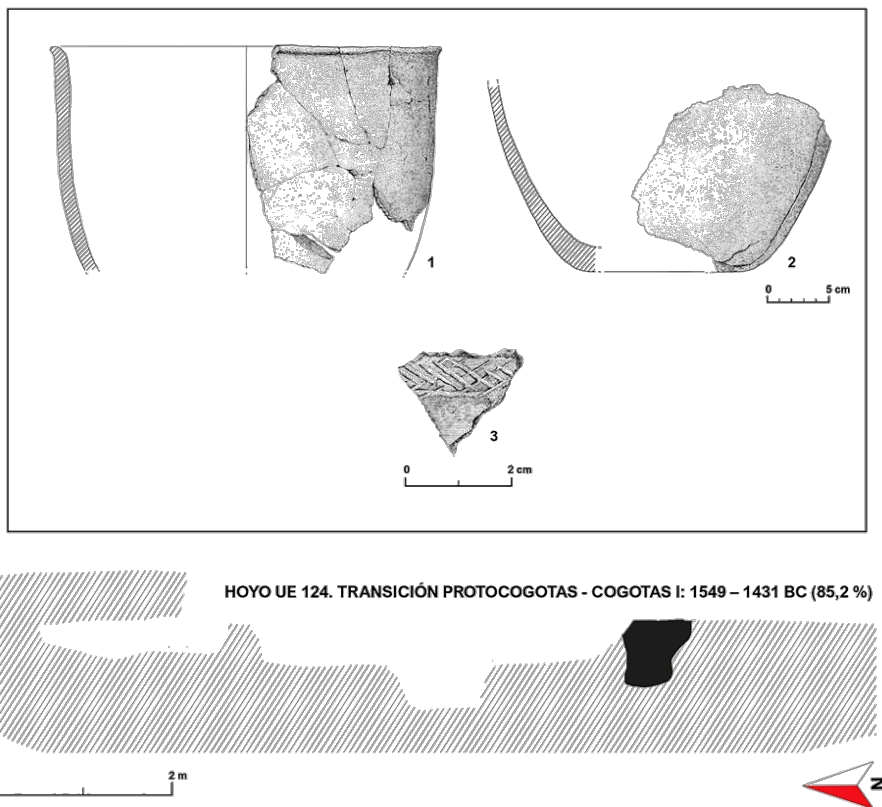 1
2
0 5 cm
3
0 2 cm
HOYO UE 124. TRANSICIÓN PROTOCOGOTAS - COGOTAS I: 1549 – 1431 BC (85,2 %)
2 m
N